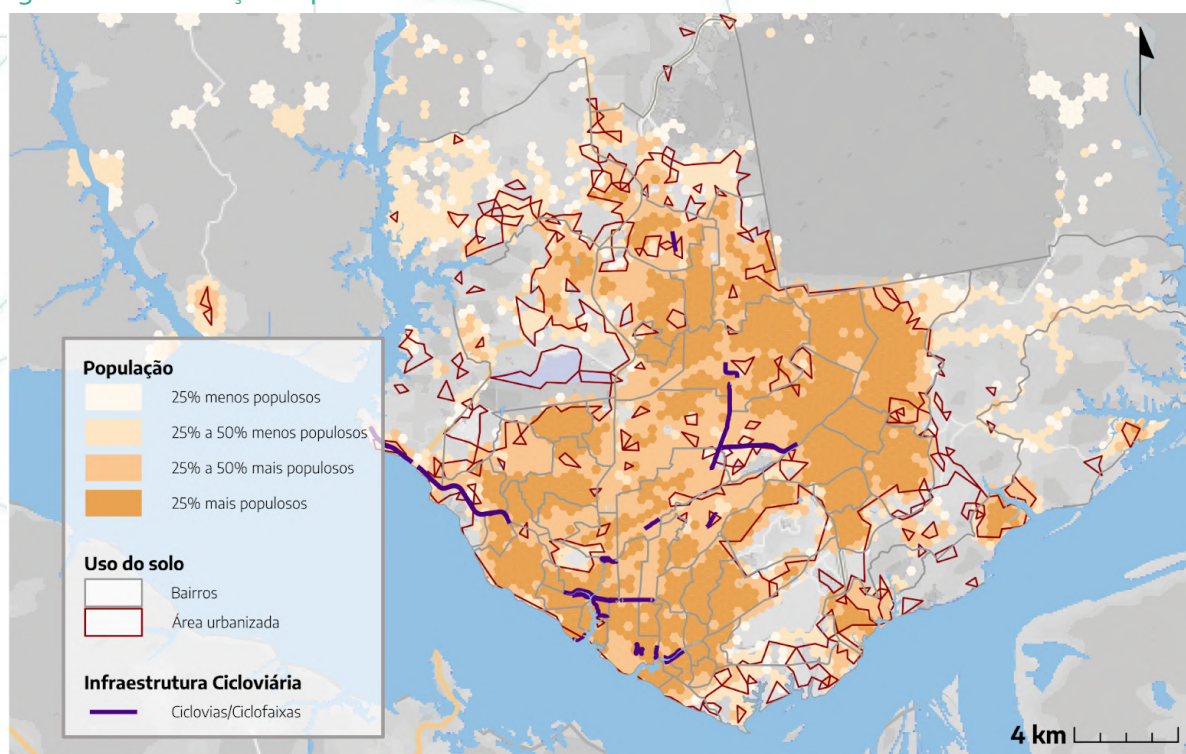 População
25% menos populosos
25% a 50% menos populosos
25% a 50% mais populosos
25% mais populosos
Uso do solo
Bairros
Área urbanizada
Infraestrutura Cicloviária
Ciclovias/Ciclofaixas
4 km